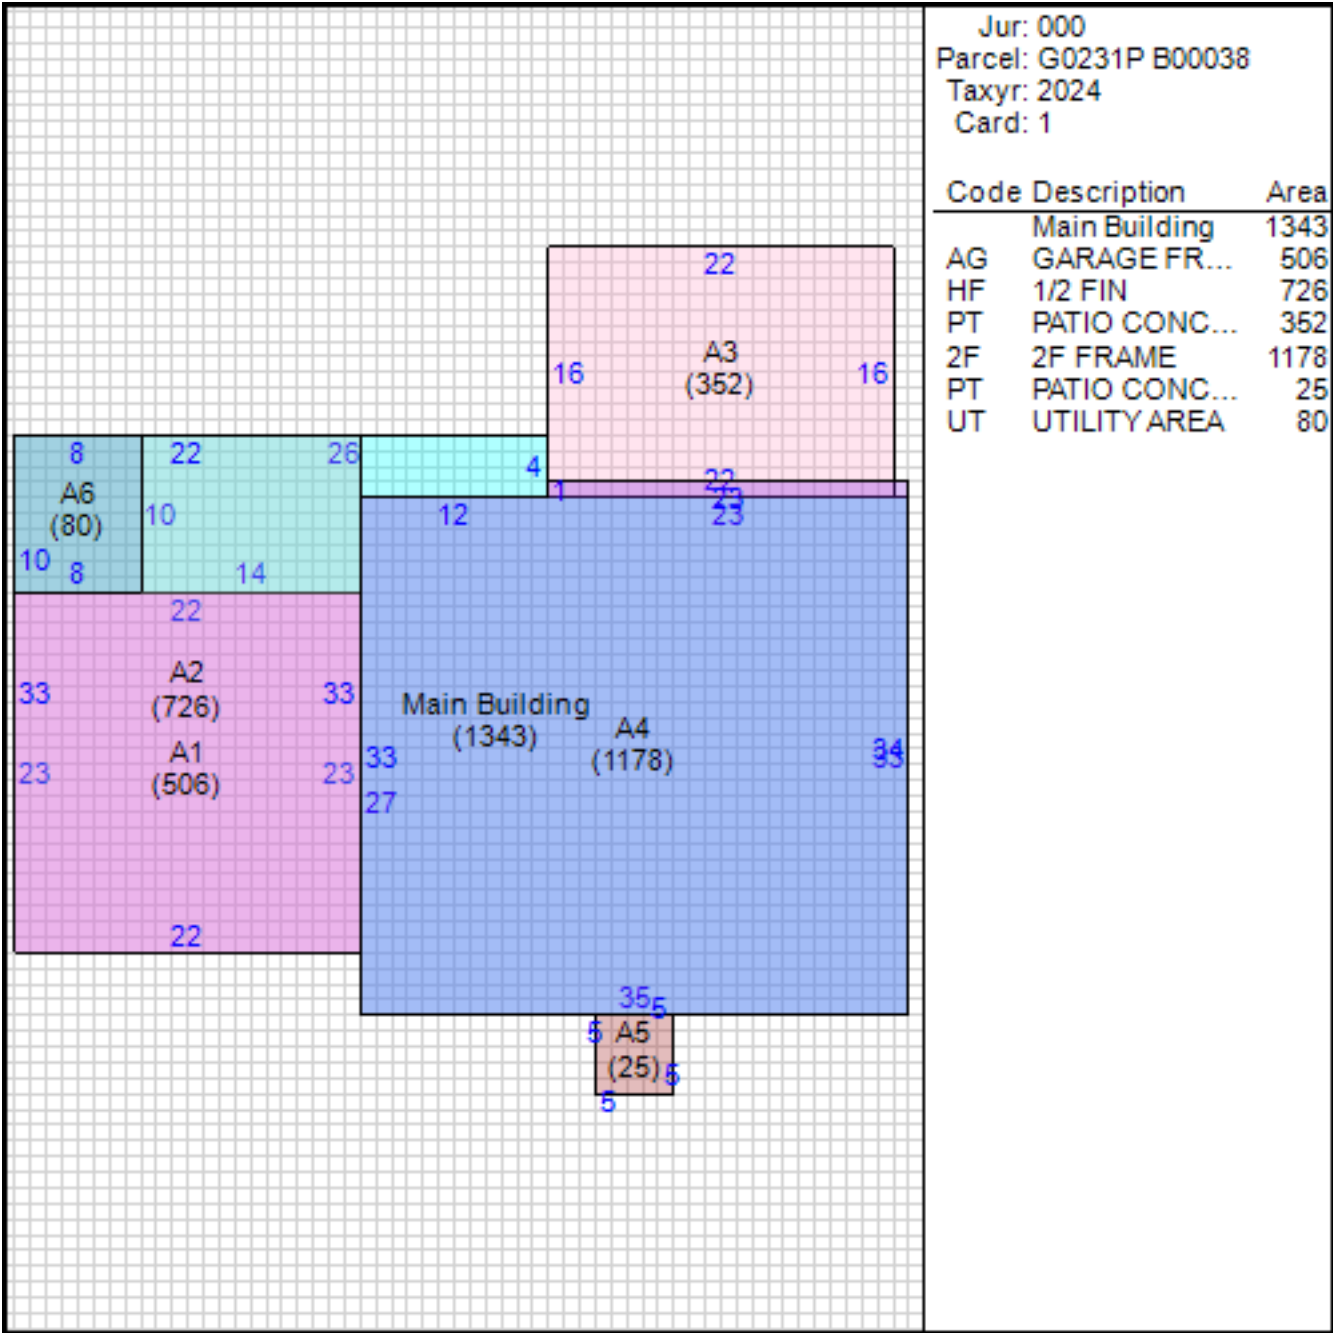 Jur: 000
Parcel: G0231P B00038
Taxyr: 2024
Card: 1
Code Description Area
Main Building 1343
AG GARAGE FR... 506
HF 1/2 FIN 726
PT PATIO CONC... 352
2F 2F FRAME 1178
PT PATIO CONC... 25
UT UTILITY AREA 80
22
A3
16 (352) 16
8 22 26
4
A6
(80)
22
1 23
10 12 23
10 8 14
22
A2
33 (726) 33
Main Building
(1343)
A4
(1178)
A1
23 (506) 23
33 34
33
27
22
35 5
5 A5
(25) 5
5